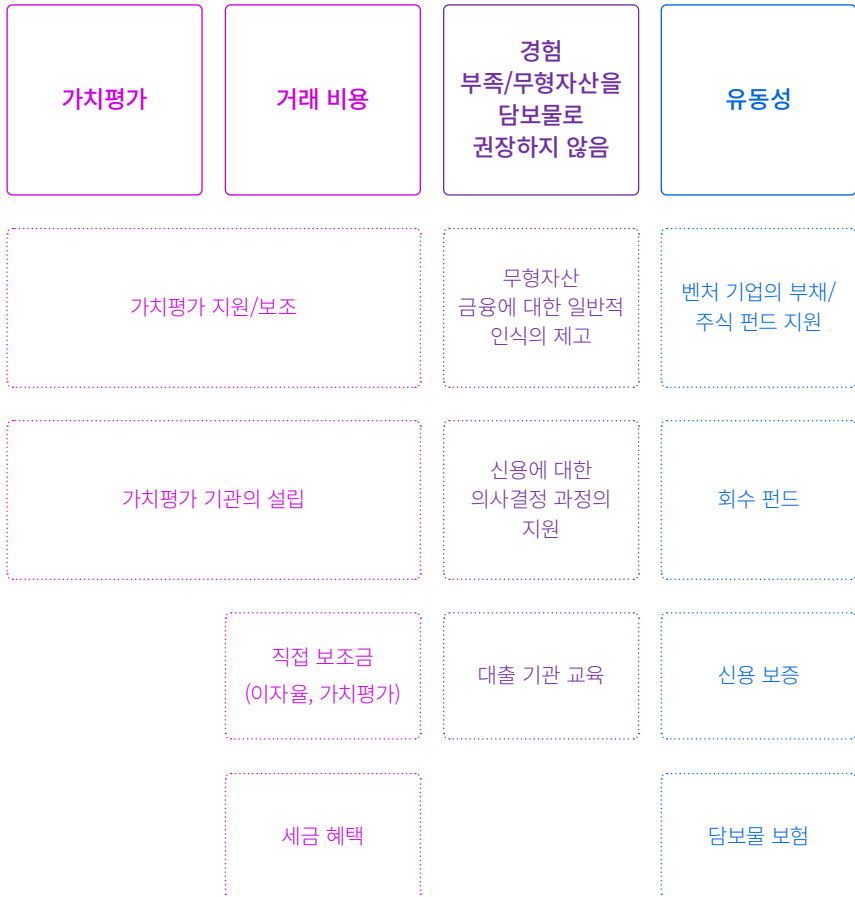 가치평가
거래 비용
경험
부족/무형자산을
담보물로
권장하지 않음
유동성
가치평가 지원/보조
무형자산
금융에 대한 일반적
인식의 제고
벤처 기업의 부채/
주식 펀드 지원
가치평가 기관의 설립
신용에 대한
의사결정 과정의
지원
회수 펀드
직접 보조금
(이자율, 가치평가)
대출 기관 교육
신용 보증
세금 혜택
담보물 보험